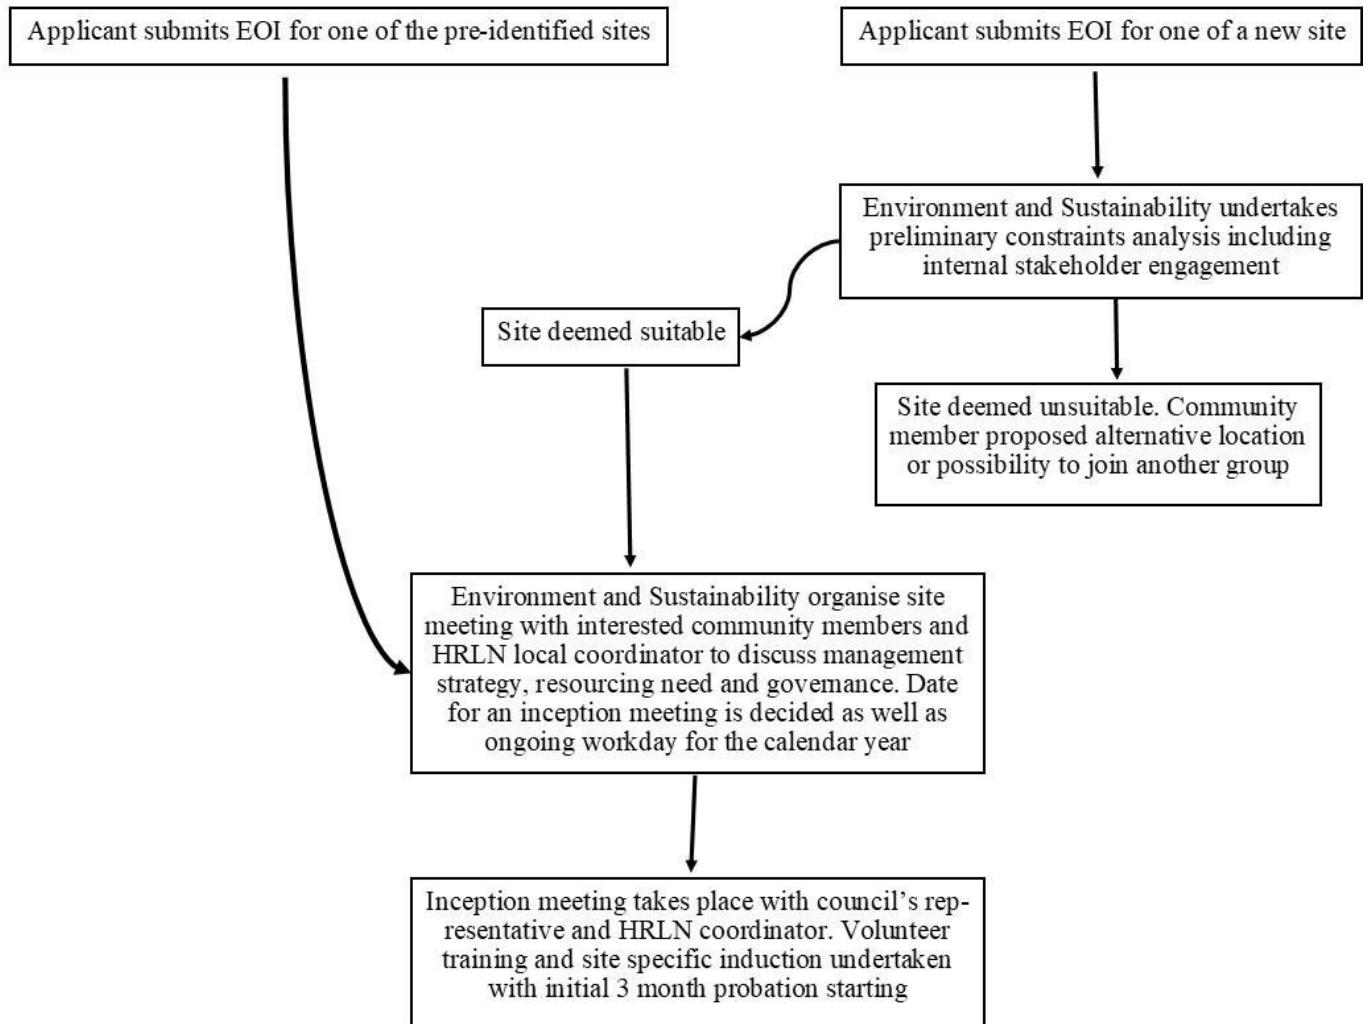 Applicant submits EOI for one of the pre-identified sites
Applicant submits EOI for one of a new site
Environment and Sustainability undertakes
preliminary constraints analysis including
internal stakeholder engagement
Site deemed suitable
Site deemed unsuitable. Community
member proposed alternative location
or possibility to join another group
Environment and Sustainability organise site
meeting with interested community members and
HRLN local coordinator to discuss management
strategy, resourcing need and governance. Date
for an inception meeting is decided as well as
ongoing workday for the calendar year
Inception meeting takes place with council’s rep-
resentative and HRLN coordinator. Volunteer
training and site specific induction undertaken
with initial 3 month probation starting